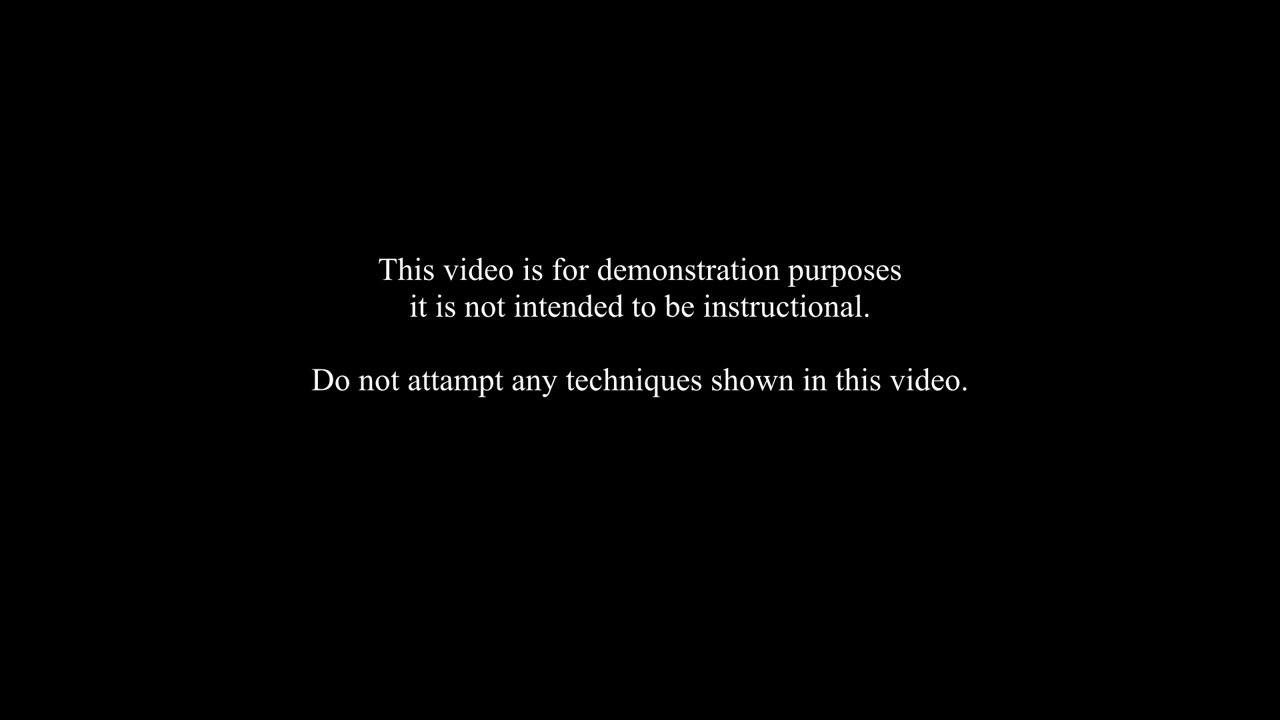 This video is for demonstration purposes
it is not intended to be instructional.
Do not attampt any techniques shown in this video.